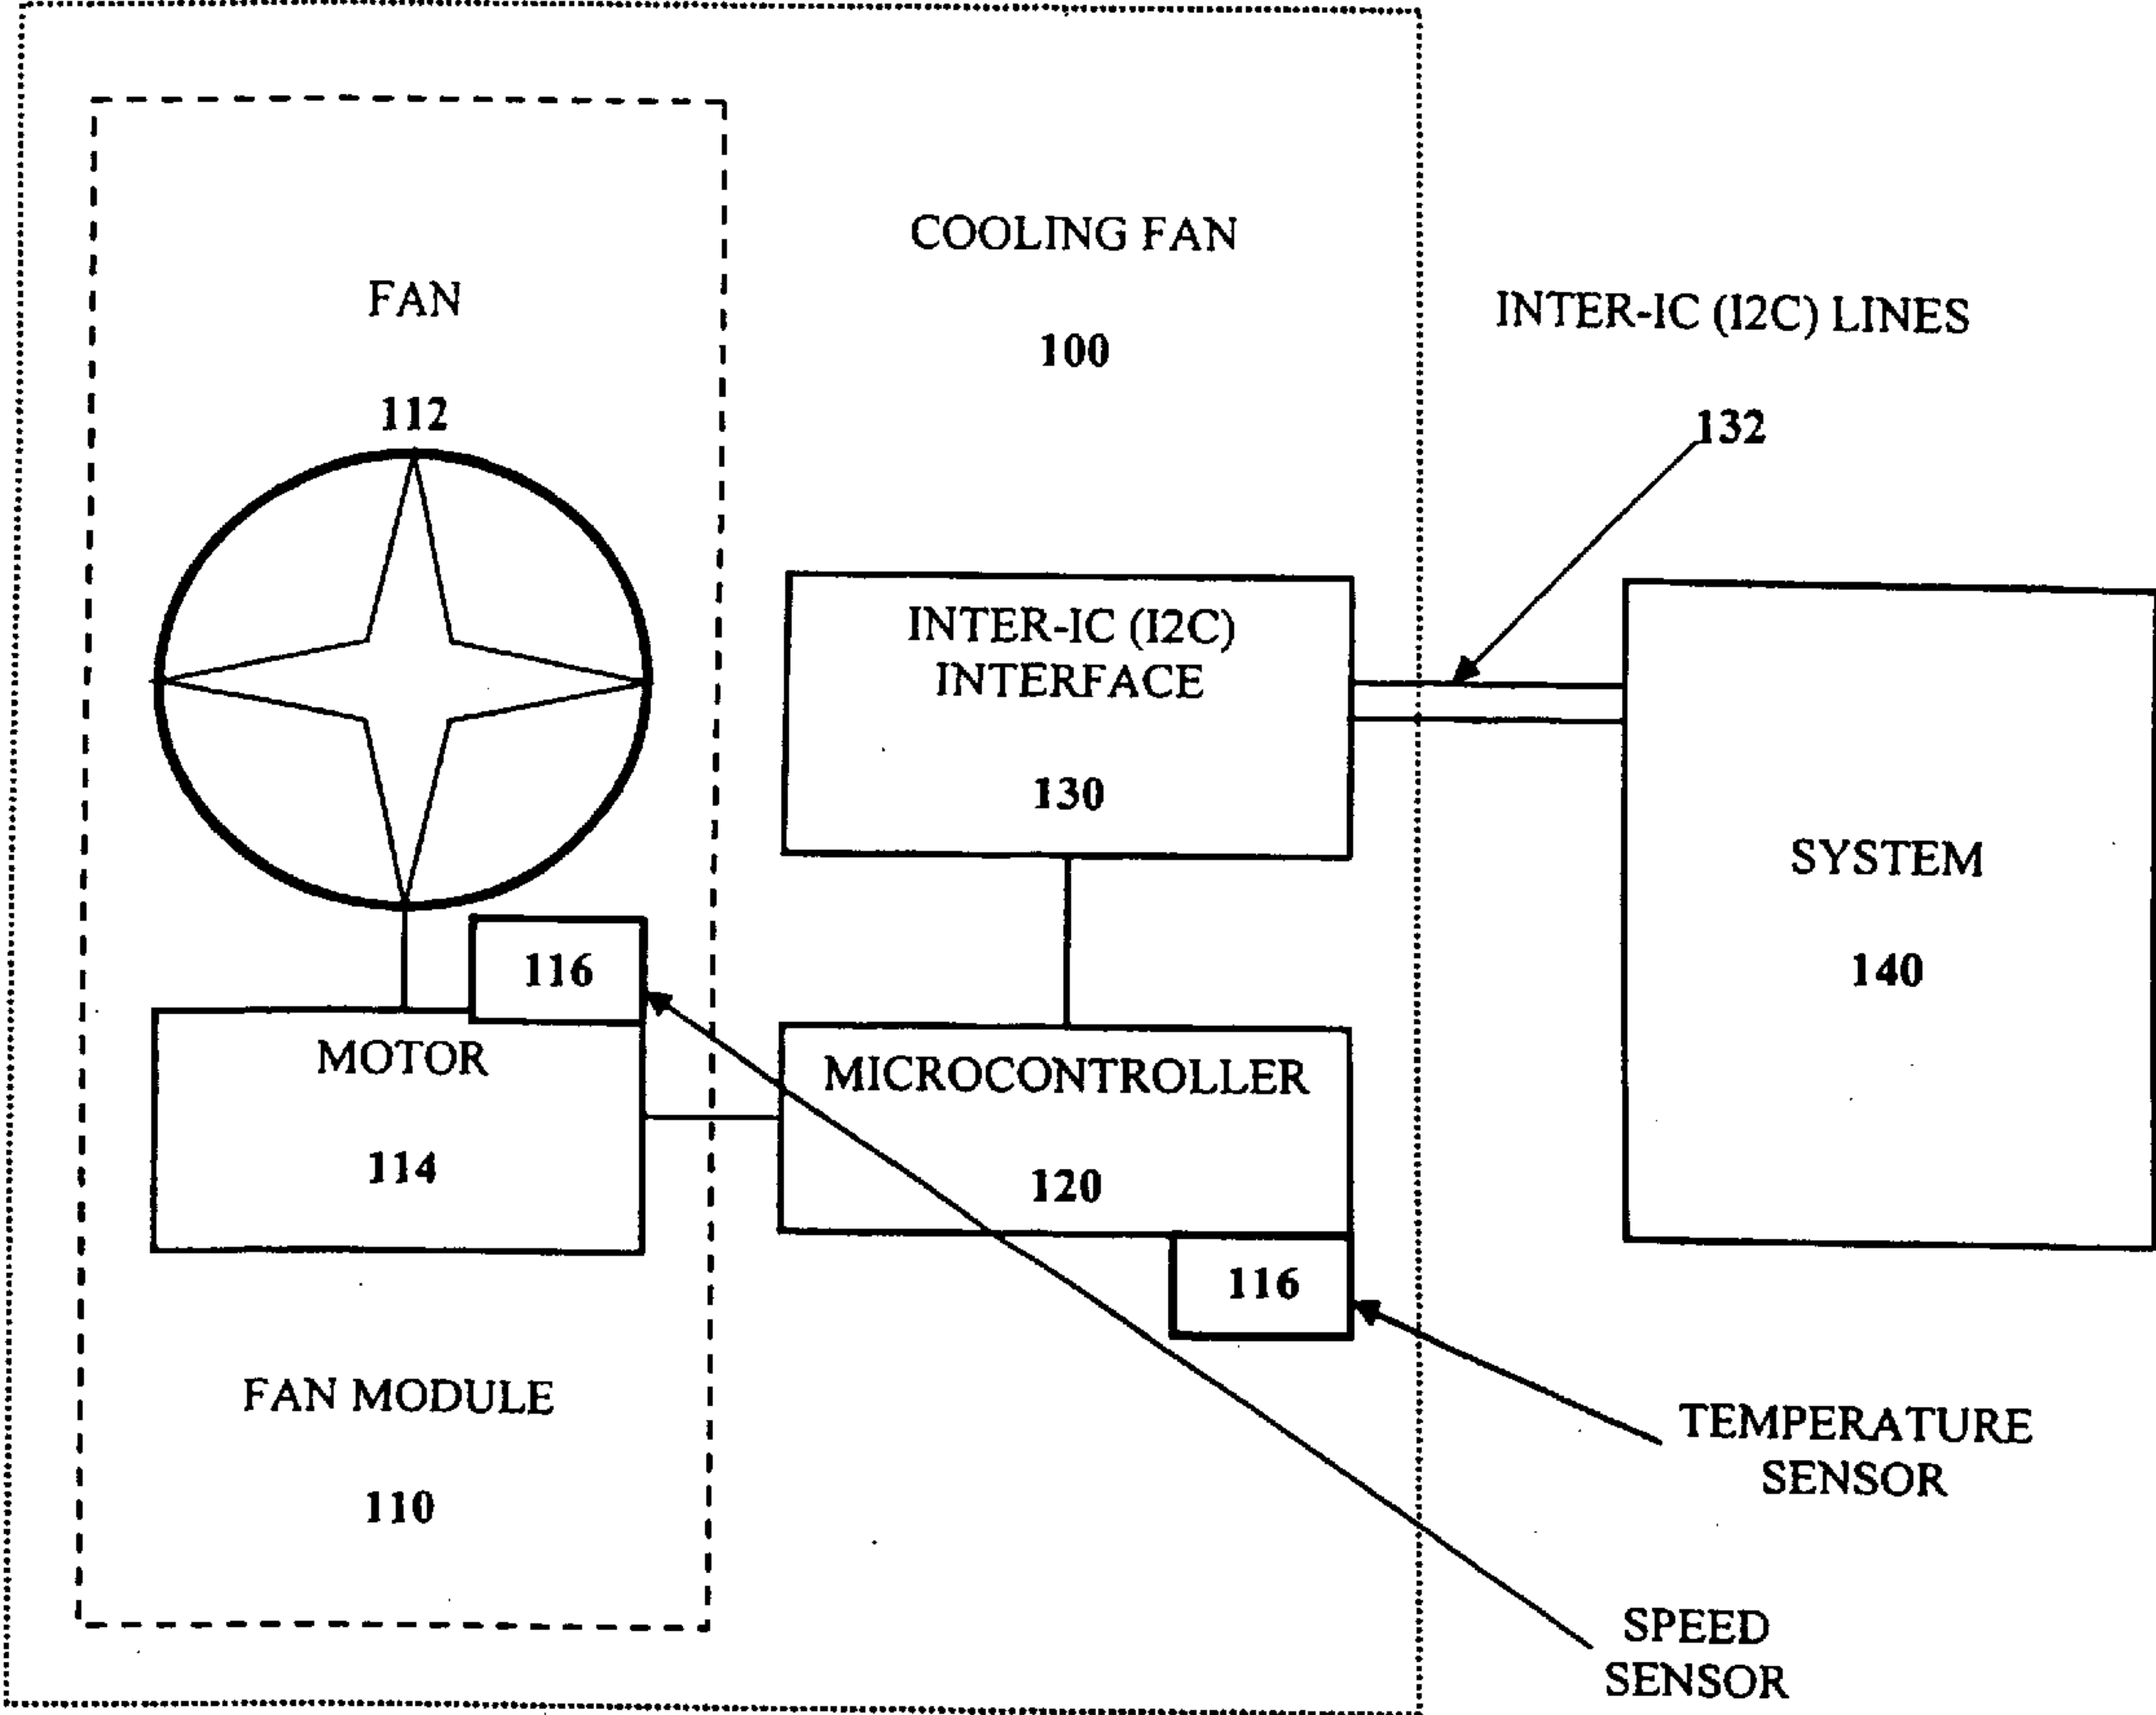 COOLING FAN
100
FAN
112
INTER-IC (I2C) LINES
132
INTER-IC (I2C)
INTERFACE
130
SYSTEM
140
116
MOTOR
114
MICROCONTROLLER
120
116
FAN MODULE
110
TEMPERATURE
SENSOR
SPEED
SENSOR